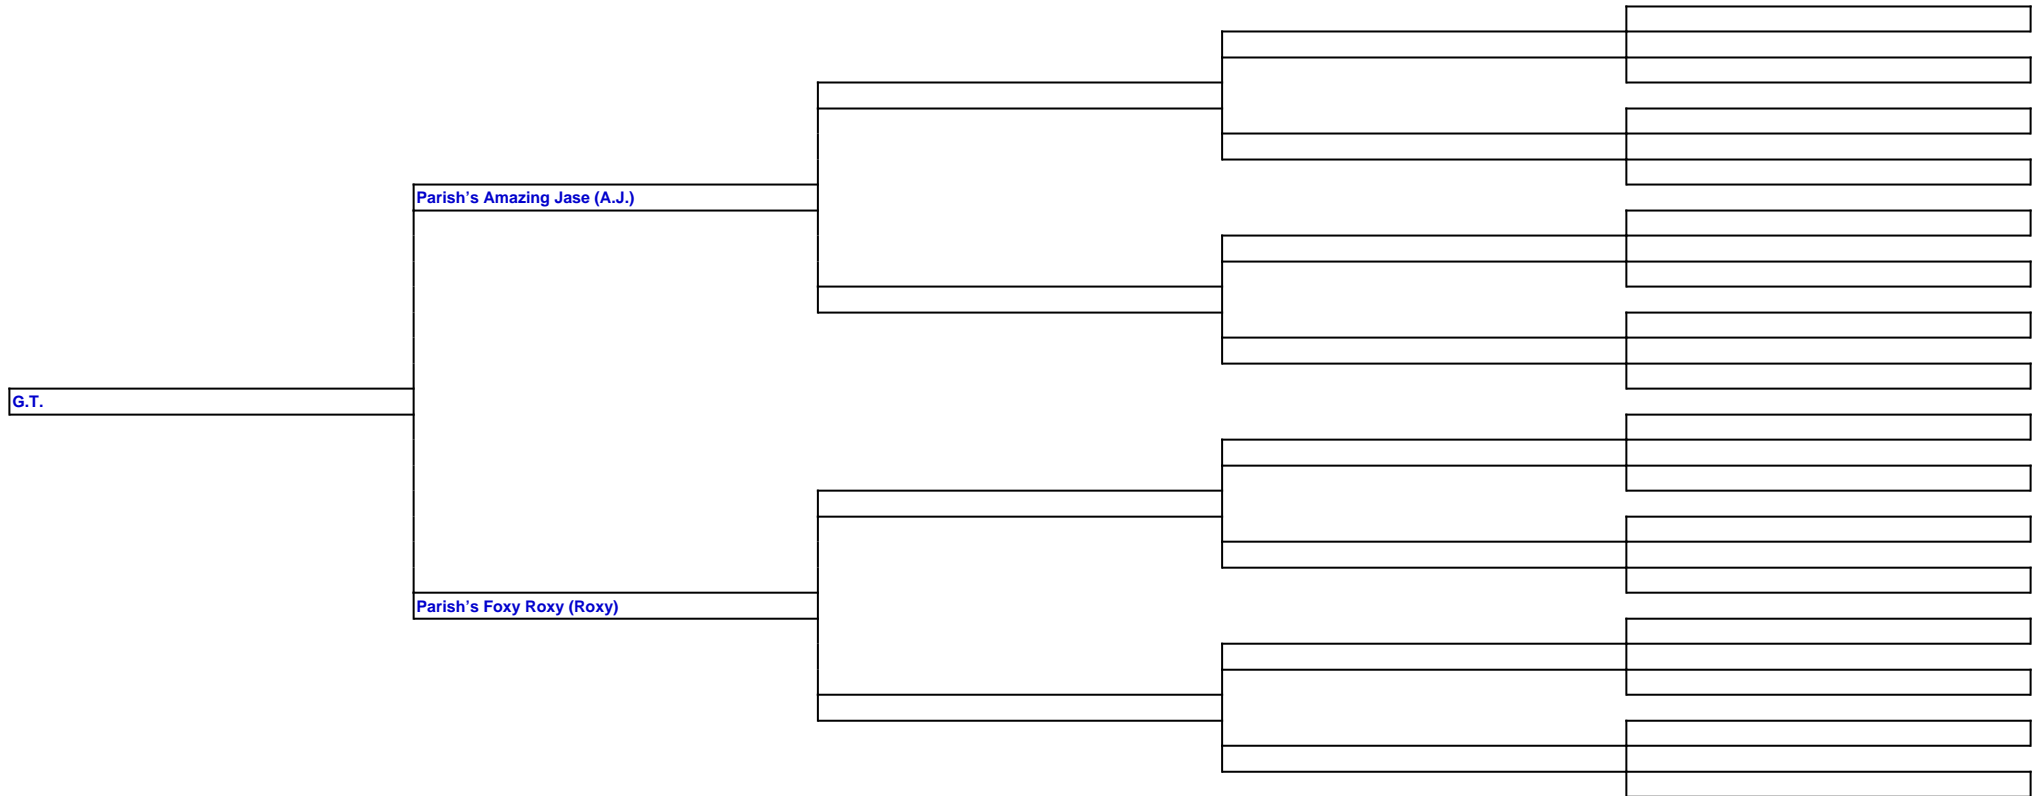 Parish’s Amazing Jase (A.J.)
G.T.
Parish’s Foxy Roxy (Roxy)